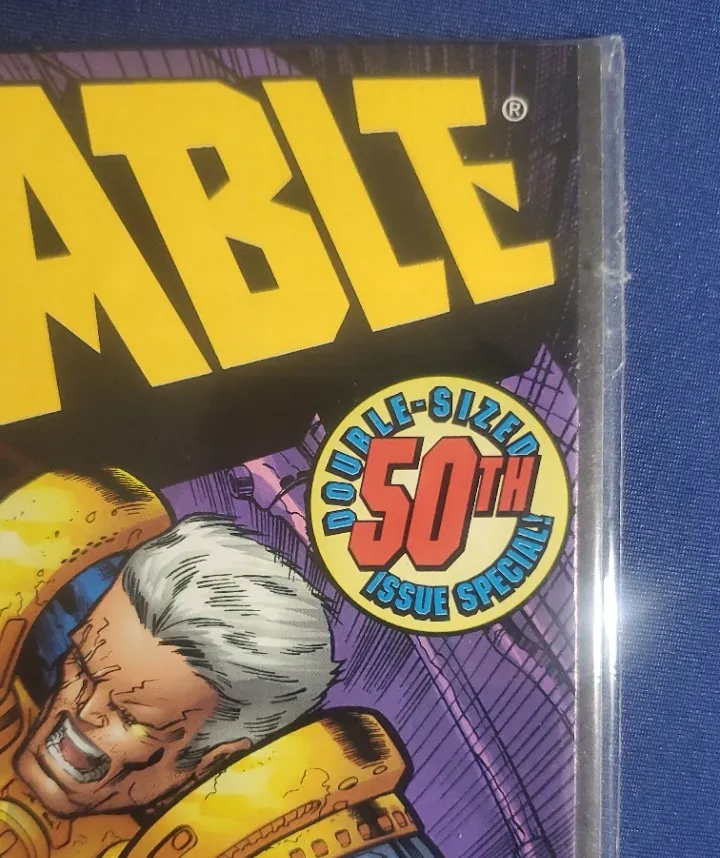 ABLE®
DOUBLE-SIZED
50TH
ISSUE SPECIAL!